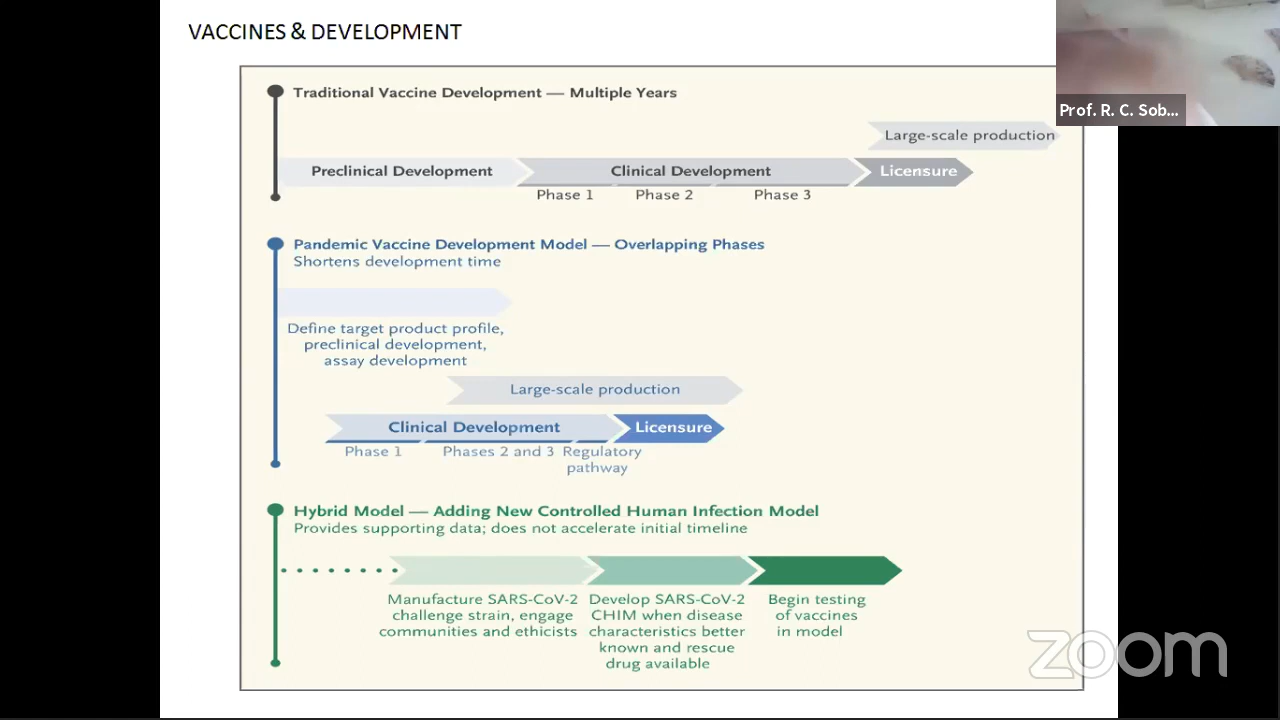 VACCINES & DEVELOPMENT
Prof. R. C. Sob...
Traditional Vaccine Development — Multiple Years
Large-scale production
Preclinical Development
Clinical Development
Licensure
Phase 1
Phase 2
Phase 3
Pandemic Vaccine Development Model — Overlapping Phases
Shortens development time
Define target product profile,
preclinical development,
assay development
Large-scale production
Clinical Development
Licensure
Phase 1
Phases 2 and 3
Regulatory
pathway
Hybrid Model — Adding New Controlled Human Infection Model
Provides supporting data; does not accelerate initial timeline
Manufacture SARS-CoV-2
challenge strain, engage
communities and ethicists
Develop SARS-CoV-2
CHIM when disease
characteristics better
known and rescue
drug available
Begin testing
of vaccines
in model
zoom